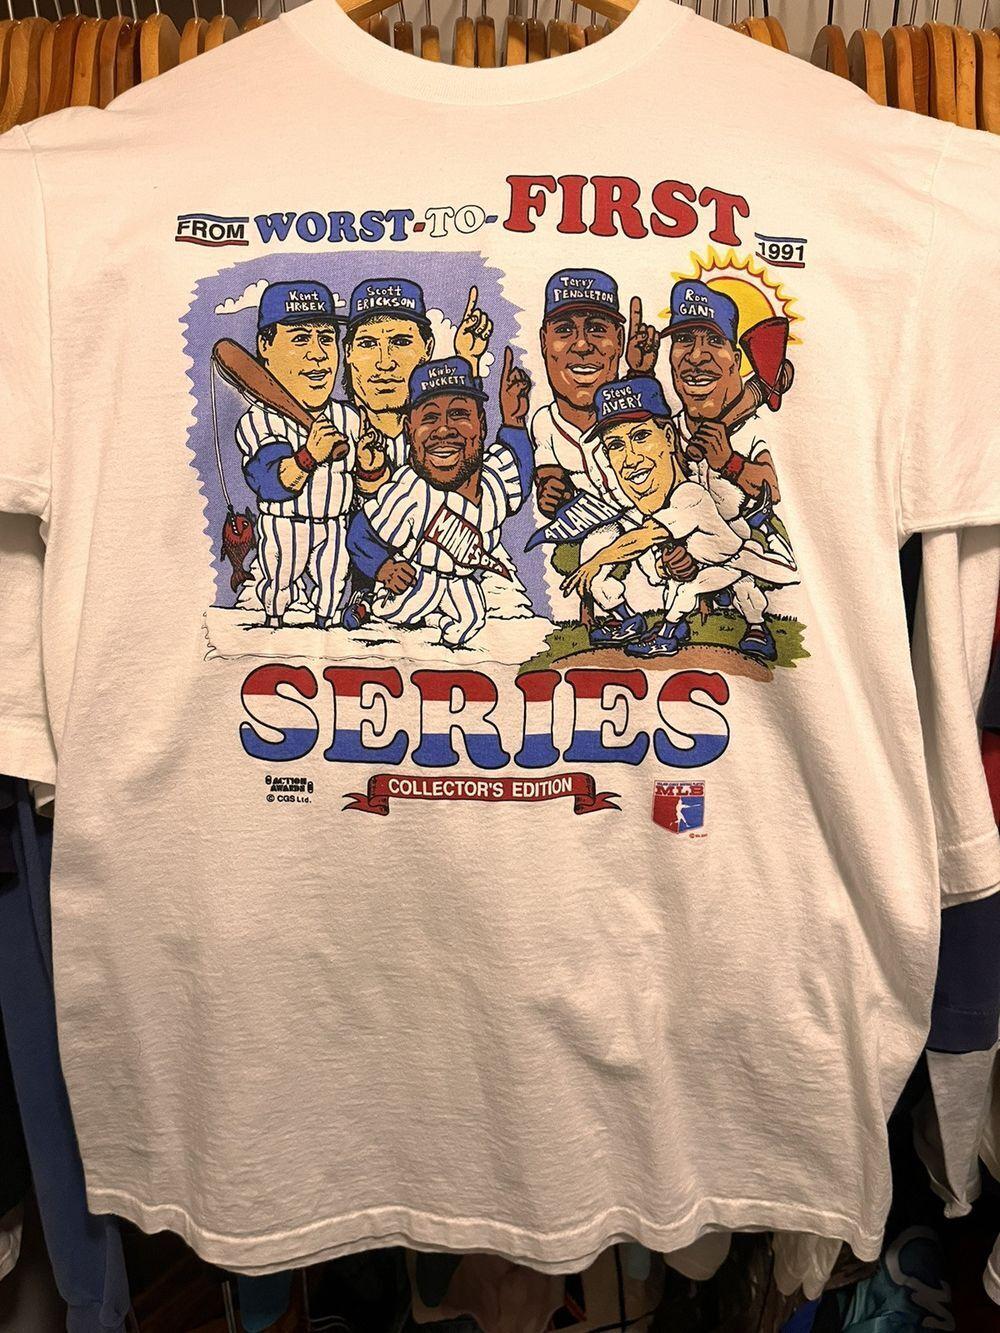 FROM WORST-TO-FIRST 1991
Kent HRBEK
Scott ERICKSON
Kirby PUCKETT
Terry PENDLETON
Ron GANT
Steve AVERY
MINNES
ATLANTA
SERIES
ACTION AWARDS
© CGS Ltd.
COLLECTOR'S EDITION
MLB